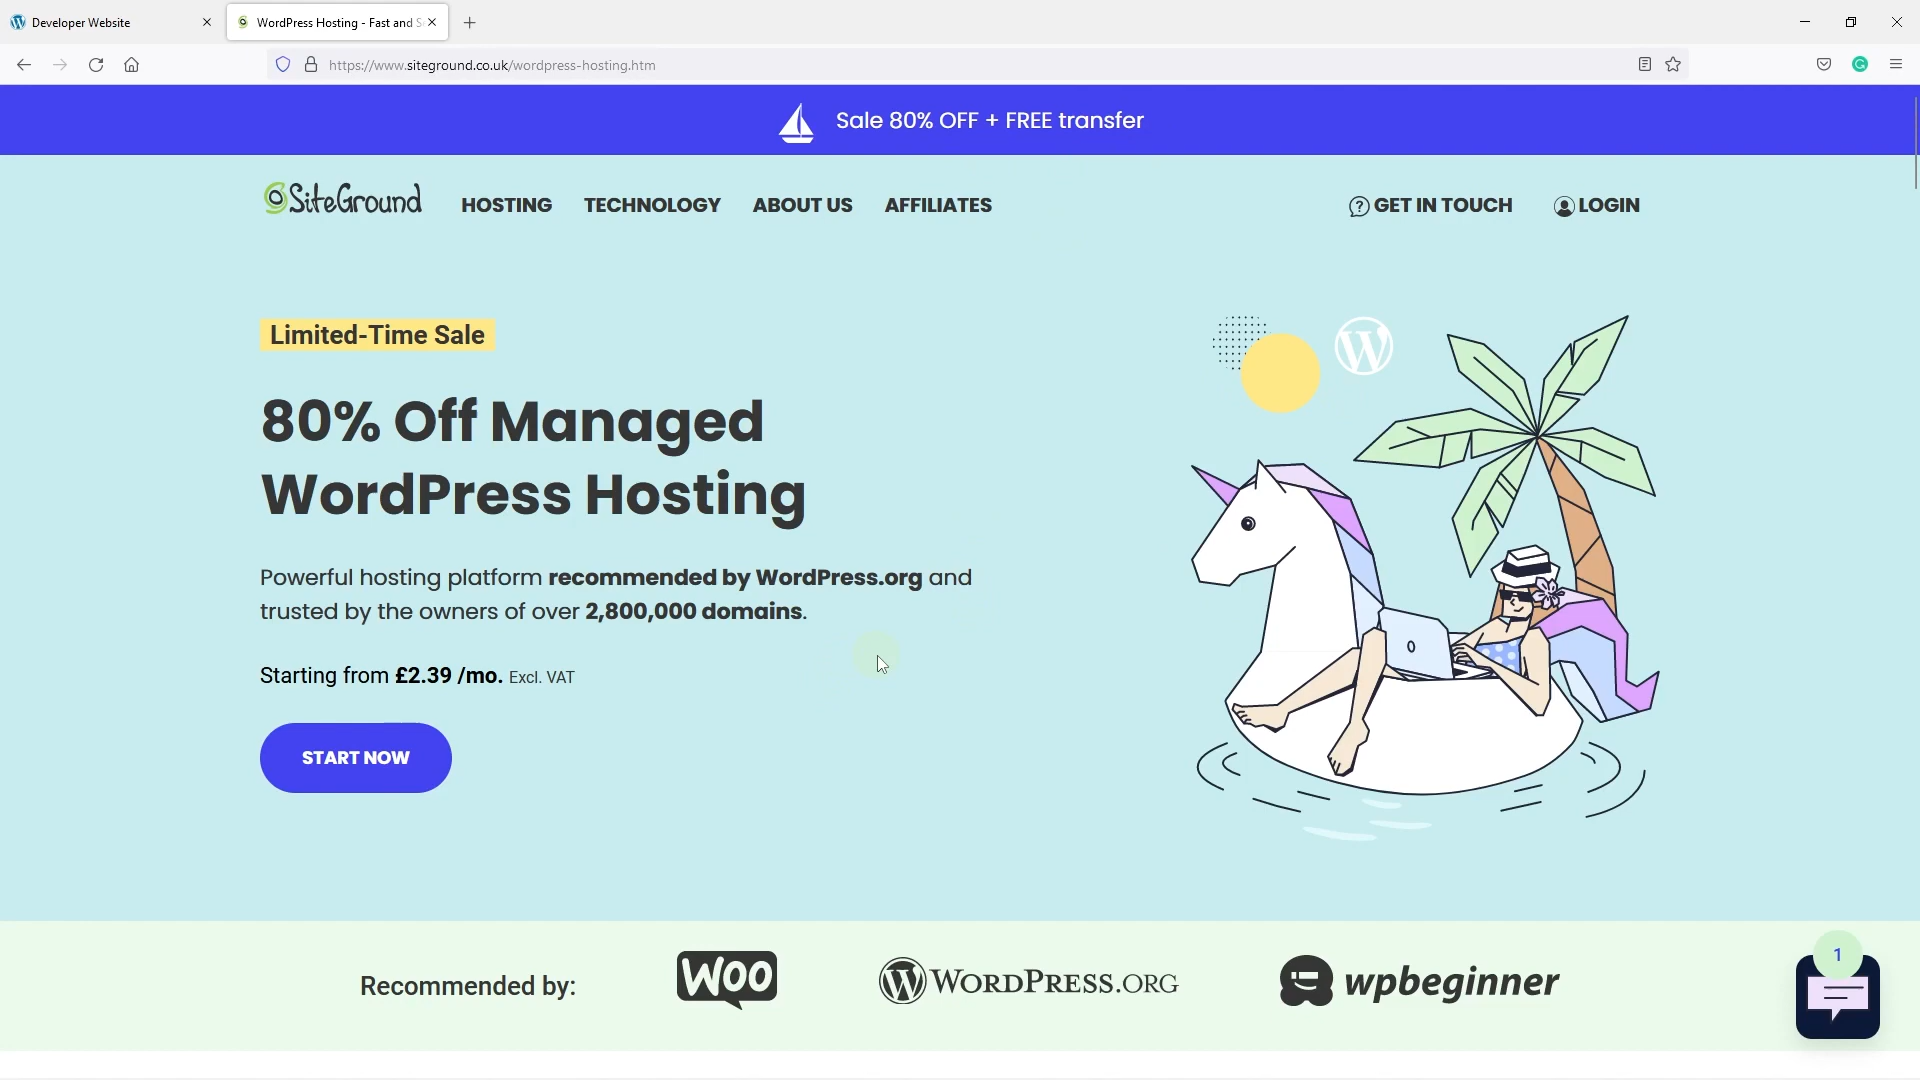 Developer Website
WordPress Hosting - Fast and S
https://www.siteground.co.uk/wordpress-hosting.htm
Sale 80% OFF + FREE transfer
SiteGround
HOSTING
TECHNOLOGY
ABOUT US
AFFILIATES
GET IN TOUCH
LOGIN
Limited-Time Sale
80% Off Managed
WordPress Hosting
Powerful hosting platform recommended by WordPress.org and
trusted by the owners of over 2,800,000 domains.
Starting from £2.39 /mo. Excl. VAT
START NOW
Recommended by:
Woo
WORDPRESS.ORG
wpbeginner
1